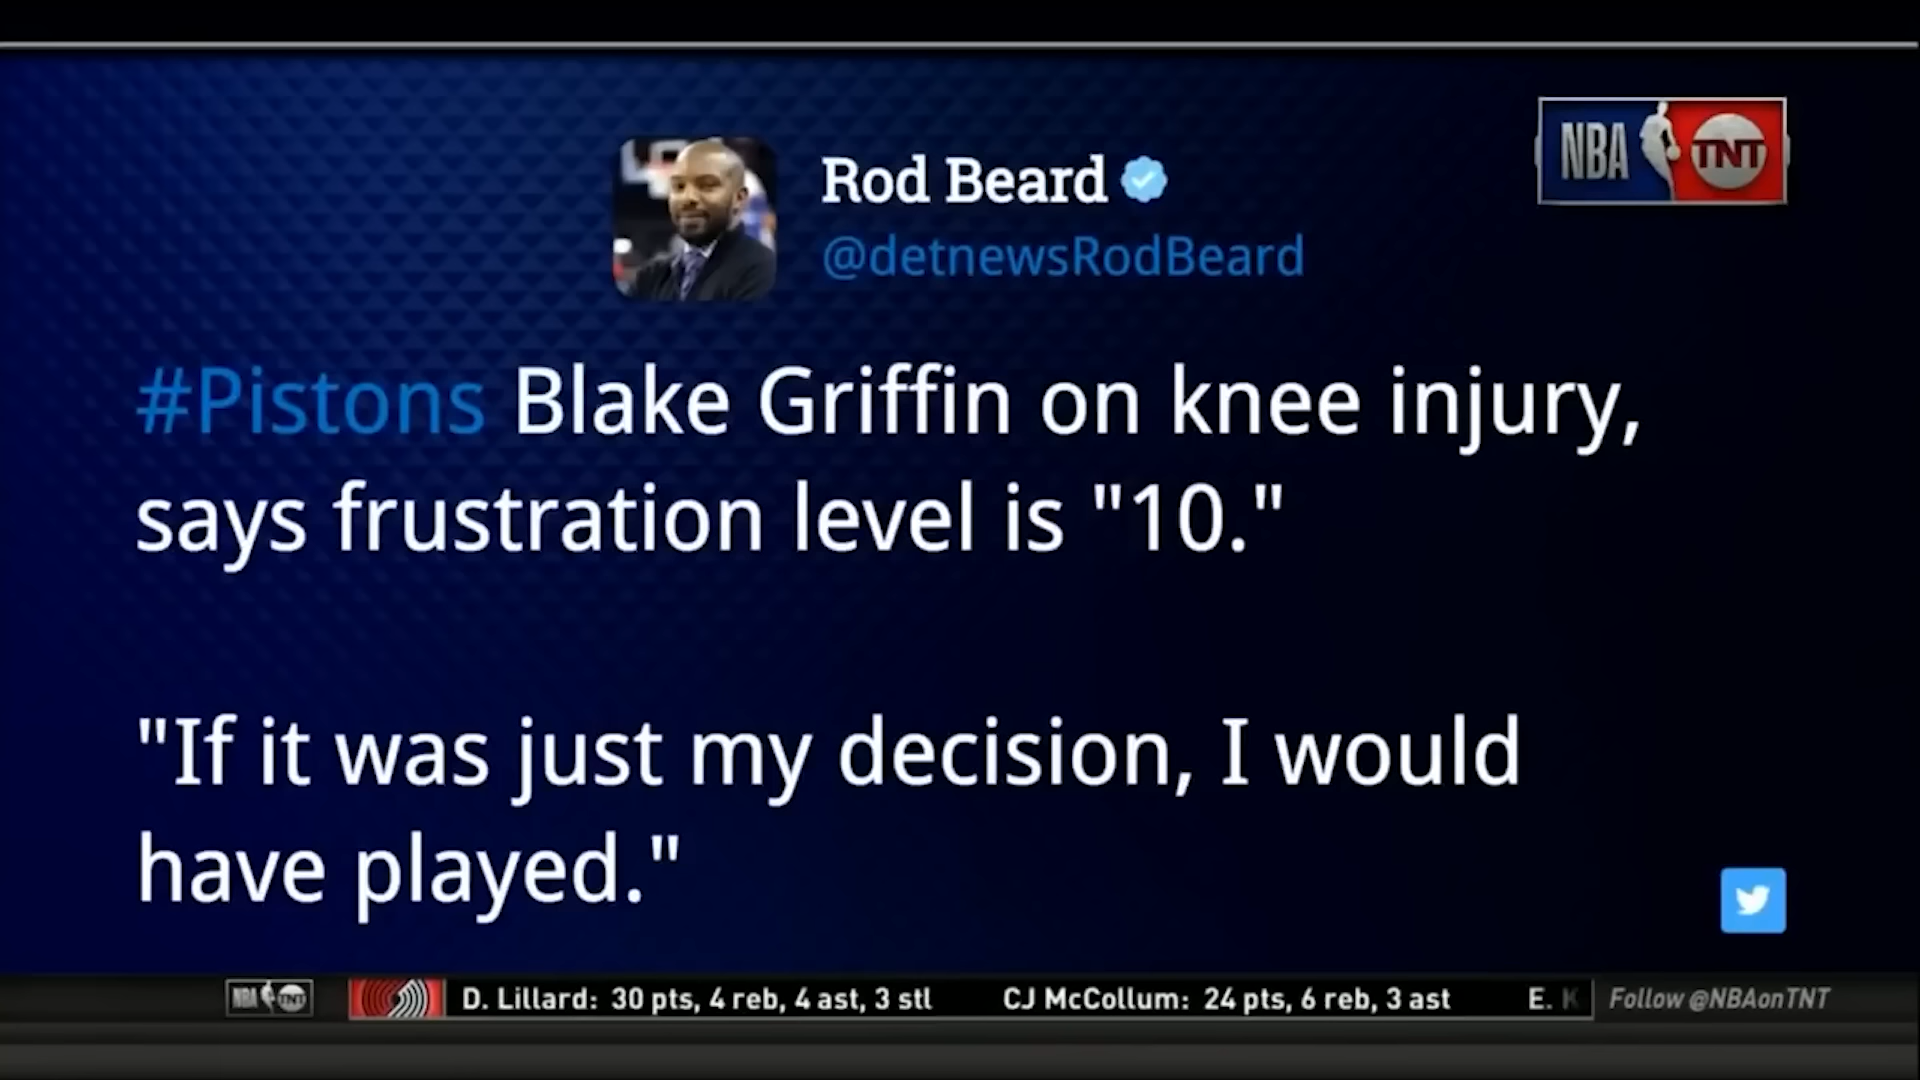 NBA TNT
Rod Beard
@detnewsRodBeard
#Pistons Blake Griffin on knee injury,
says frustration level is "10."
"If it was just my decision, I would
have played."
NBA TNT D. Lillard: 30 pts, 4 reb, 4 ast, 3 stl CJ McCollum: 24 pts, 6 reb, 3 ast E. K Follow @NBAonTNT